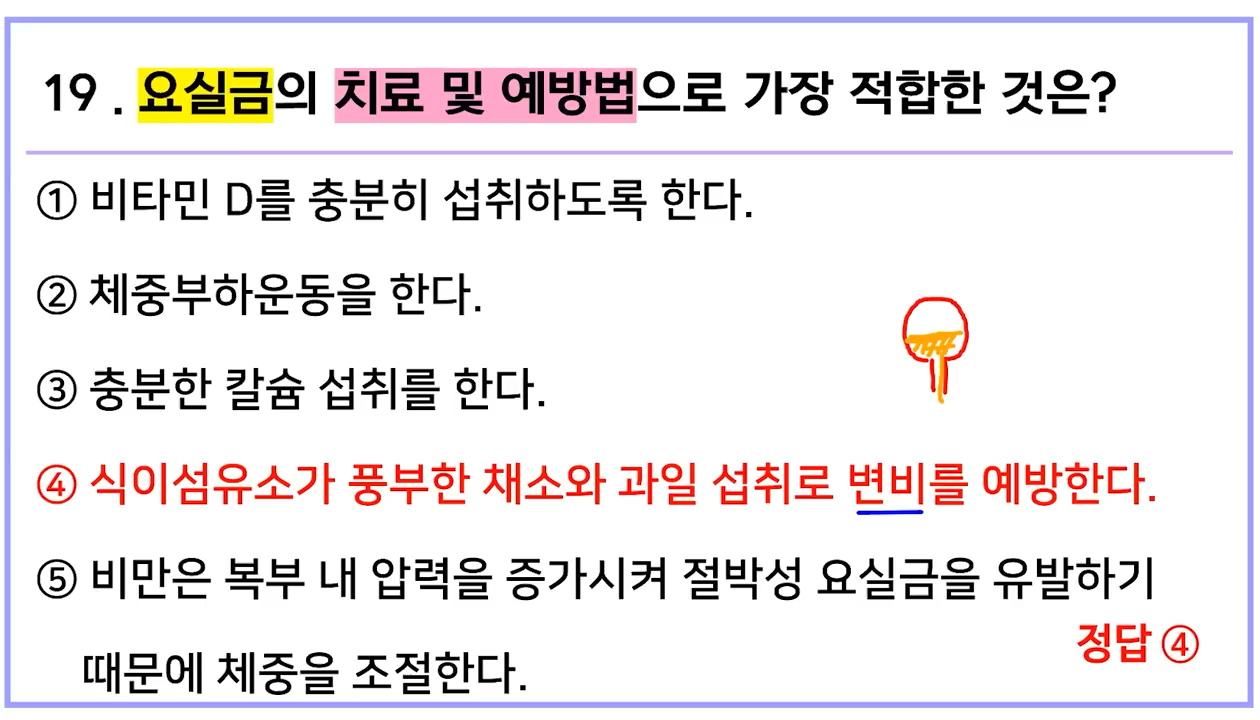 19 . 요실금의 치료 및 예방법으로 가장 적합한 것은?
① 비타민 D를 충분히 섭취하도록 한다.
② 체중부하운동을 한다.
③ 충분한 칼슘 섭취를 한다.
④ 식이섬유소가 풍부한 채소와 과일 섭취로 변비를 예방한다.
⑤ 비만은 복부 내 압력을 증가시켜 절박성 요실금을 유발하기
때문에 체중을 조절한다.
정답 ④